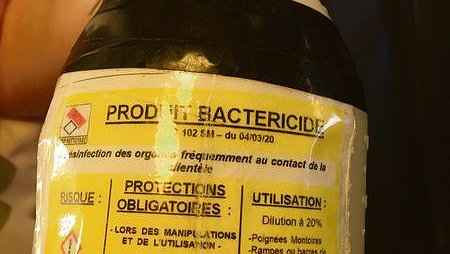 PRODUIT BACTERICIDE
102 SM – du 04/03/20
Désinfection des organes fréquemment au contact de la
clientèle
RISQUE :
PROTECTIONS
OBLIGATOIRES :
- LORS DES MANIPULATIONS
ET DE L'UTILISATION -
UTILISATION :
Dilution à 20%
-Poignées Montoires
-Rampes ou barres de